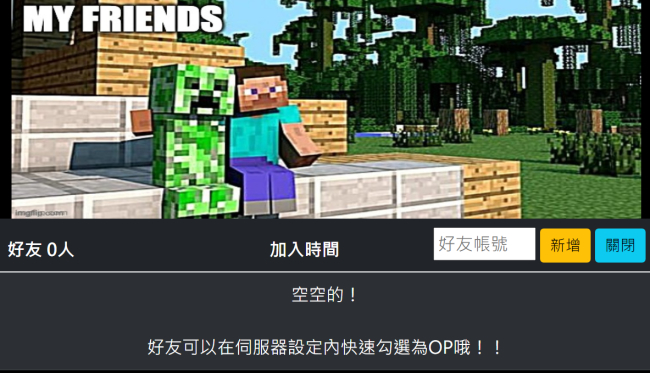 MY FRIENDS
imgflip.com
好友 0人
加入時間
好友帳號
新增
關閉
空空的！
好友可以在伺服器設定內快速勾選為OP哦！！